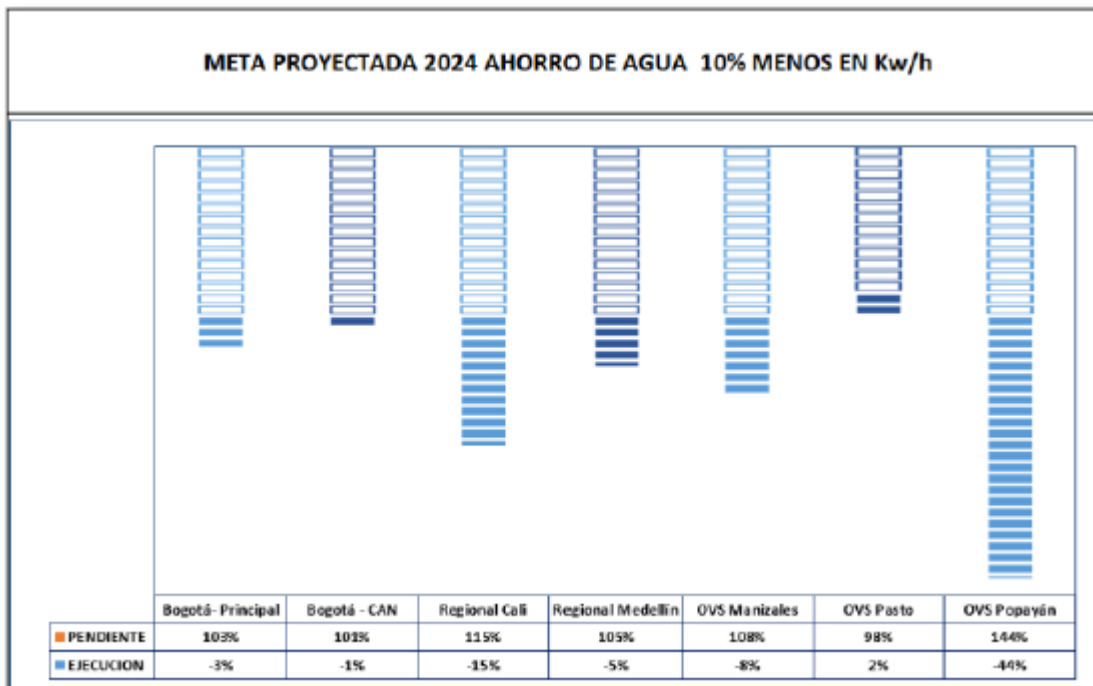 META PROYECTADA 2024 AHORRO DE AGUA 10% MENOS EN Kw/h
Bogotá- Principal Bogotá - CAN Regional Cali Regional Medellín OVS Manizales OVS Pasto OVS Popayán
PENDIENTE 103% 101% 115% 105% 108% 98% 144%
EJECUCION -3% -1% -15% -5% -8% 2% -44%